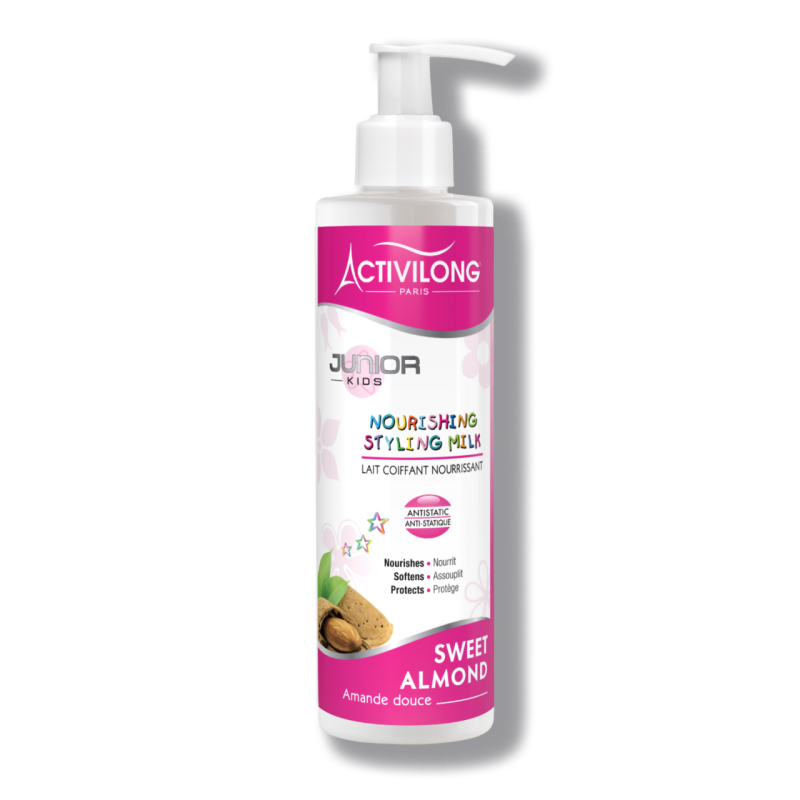 ACTIVILONG
PARIS
JUNIOR
KIDS
NOURISHING
STYLING MILK
LAIT COIFFANT NOURRISSANT
ANTISTATIC
ANTI-STATIQUE
Nourishes • Nourrit
Softens • Assouplit
Protects • Protège
SWEET
ALMOND
Amande douce